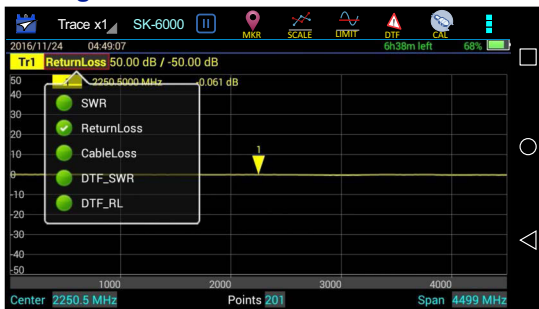 Trace x1 SK-6000 MKR SCALE LIMIT DTF CAL
2016/11/24 04:49:07 6h38m left 68%
Tr1 ReturnLoss 50.00 dB / -50.00 dB
50 2250.5000 MHz -0.061 dB
40
SWR
30
ReturnLoss
20
CableLoss
10 1
DTF_SWR
0
DTF_RL
-10
-20
-30
-40
-50
1000 2000 3000 4000
Center 2250.5 MHz Points 201 Span 4499 MHz